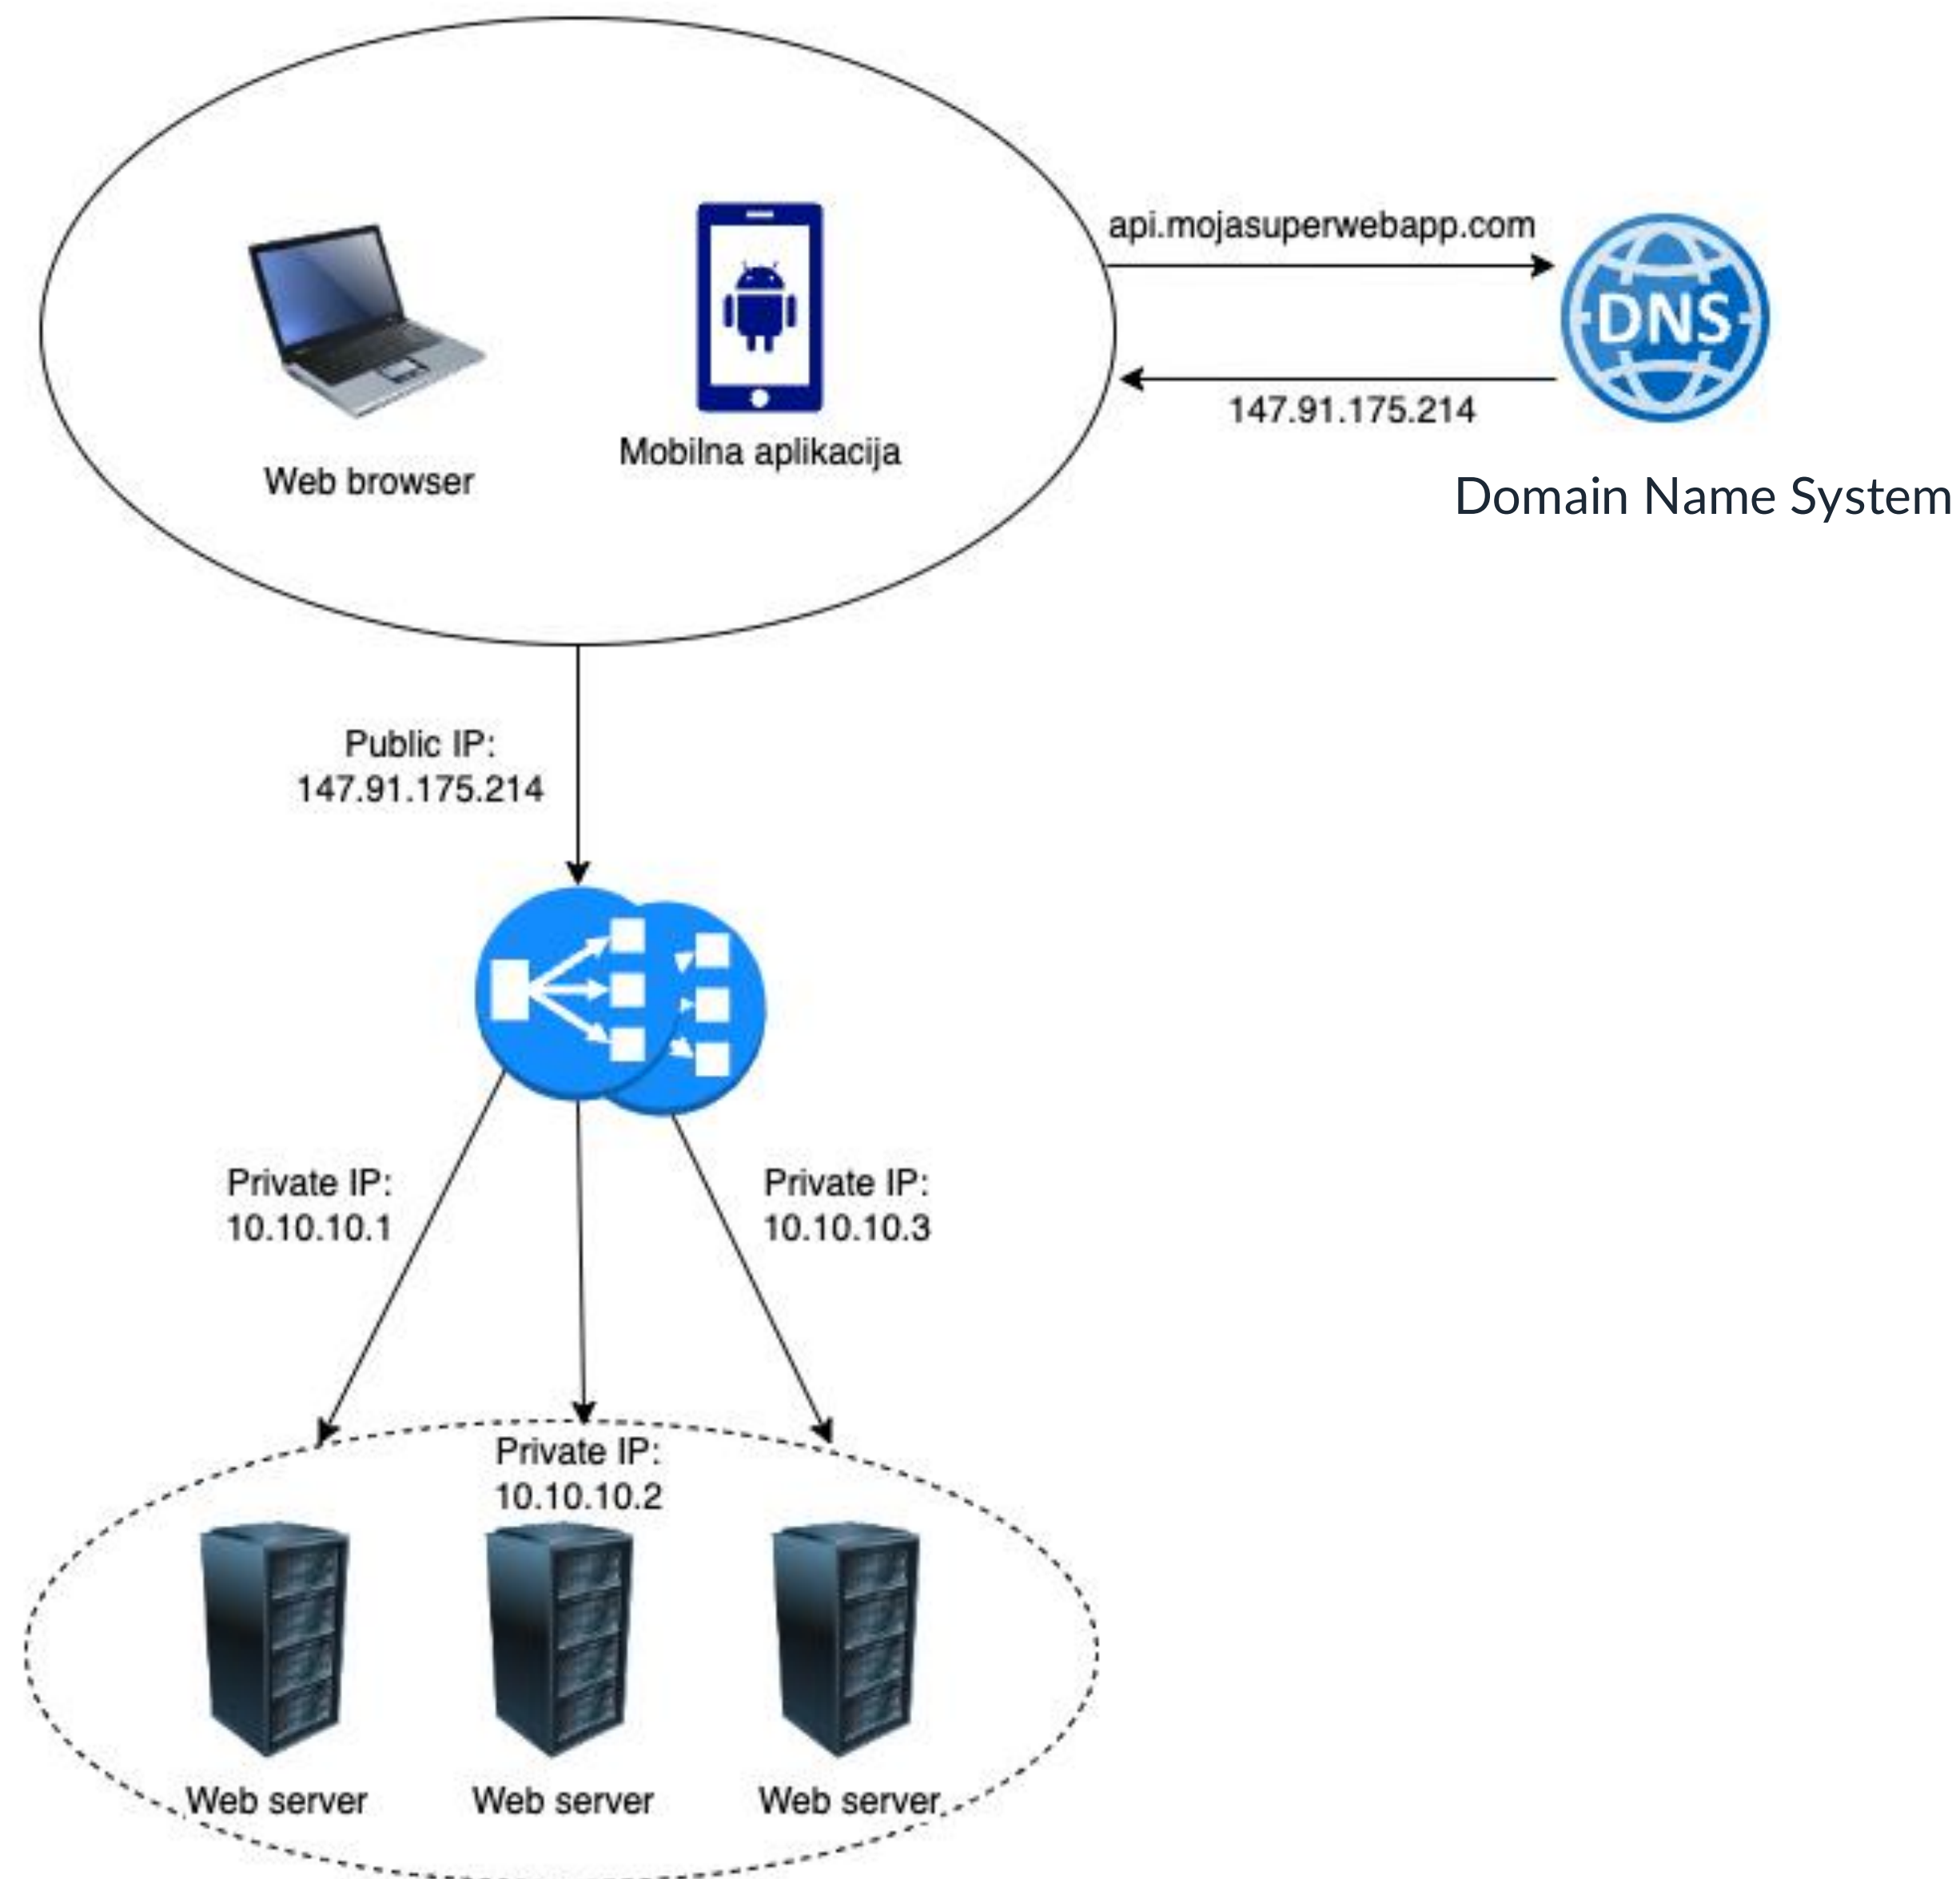 api.mojasuperwebapp.com
DNS
147.91.175.214
Domain Name System
Web browser
Mobilna aplikacija
Public IP:
147.91.175.214
Private IP:
10.10.10.1
Private IP:
10.10.10.3
Private IP:
10.10.10.2
Web server
Web server
Web server